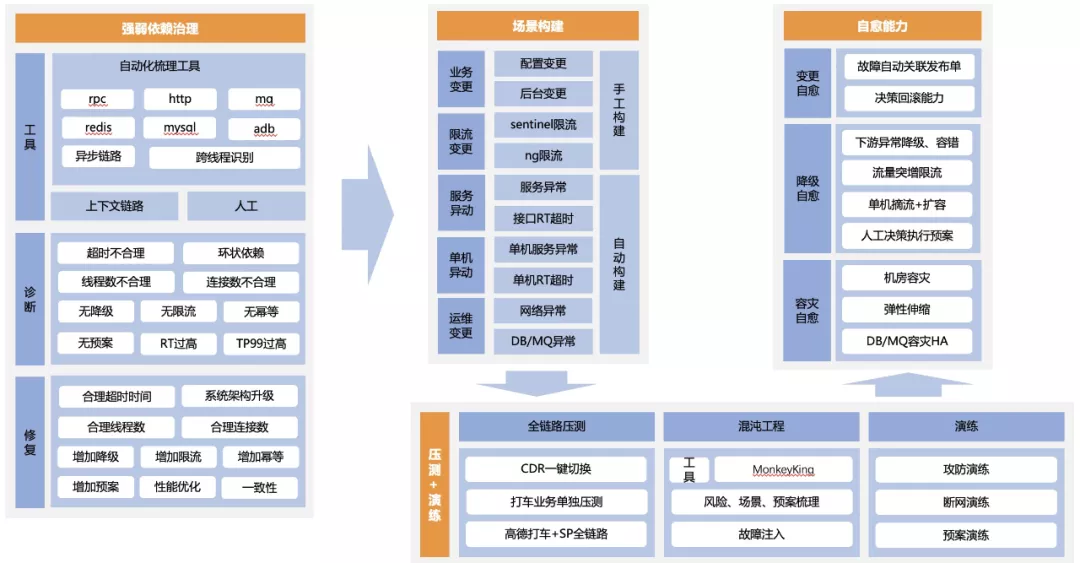 强弱依赖治理
工具
自动化梳理工具
rpc
http
mq
redis
mysql
adb
异步链路
跨线程识别
上下文链路
人工
诊断
超时不合理
环状依赖
线程数不合理
连接数不合理
无降级
无限流
无幂等
无预案
RT过高
TP99过高
修复
合理超时时间
系统架构升级
合理线程数
合理连接数
增加降级
增加限流
增加幂等
增加预案
性能优化
一致性
场景构建
业务
变更
配置变更
后台变更
限流
变更
sentinel限流
ng限流
手工构建
服务
异动
服务异常
接口RT超时
单机
异动
单机服务异常
单机RT超时
运维
变更
网络异常
DB/MQ异常
自动构建
自愈能力
变更
自愈
故障自动关联发布单
决策回滚能力
降级
自愈
下游异常降级、容错
流量突增限流
单机摘流+扩容
人工决策执行预案
容灾
自愈
机房容灾
弹性伸缩
DB/MQ容灾HA
压测+演练
全链路压测
CDR一键切换
打车业务单独压测
高德打车+SP全链路
混沌工程
工具
MonkeyKing
风险、场景、预案梳理
故障注入
演练
攻防演练
断网演练
预案演练